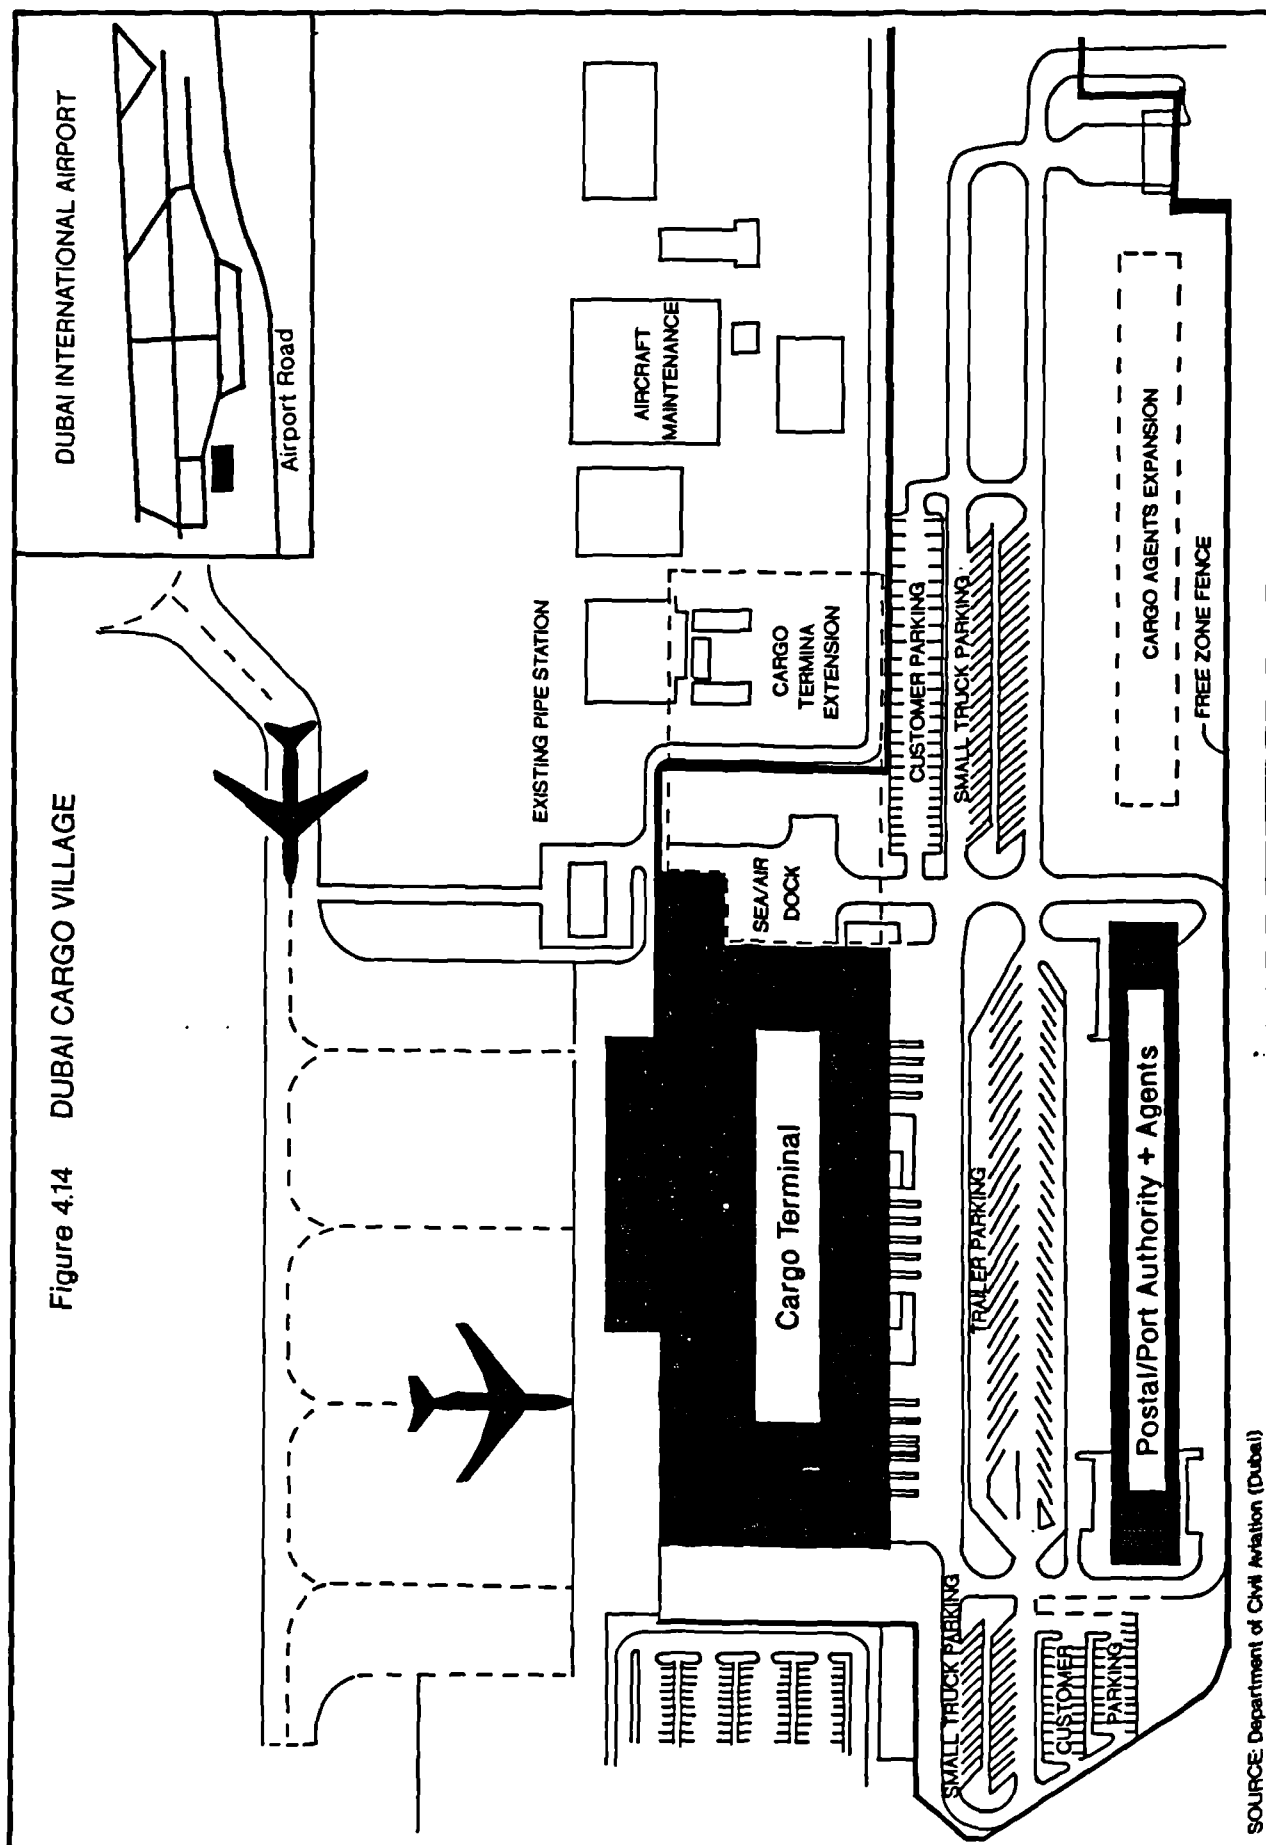 Figure 4.14 DUBAI CARGO VILLAGE
DUBAI INTERNATIONAL AIRPORT
Airport Road
EXISTING PIPE STATION
AIRCRAFT
MAINTENANCE
CARGO
TERMINA
EXTENSION
SEA/AIR
DOCK
Cargo Terminal
CUSTOMER PARKING
SMALL TRUCK PARKING
TRAILER PARKING
SMALL TRUCK PARKING
CUSTOMER
PARKING
Postal/Port Authority + Agents
CARGO AGENTS EXPANSION
FREE ZONE FENCE
SOURCE: Department of Civil Aviation (Dubai)